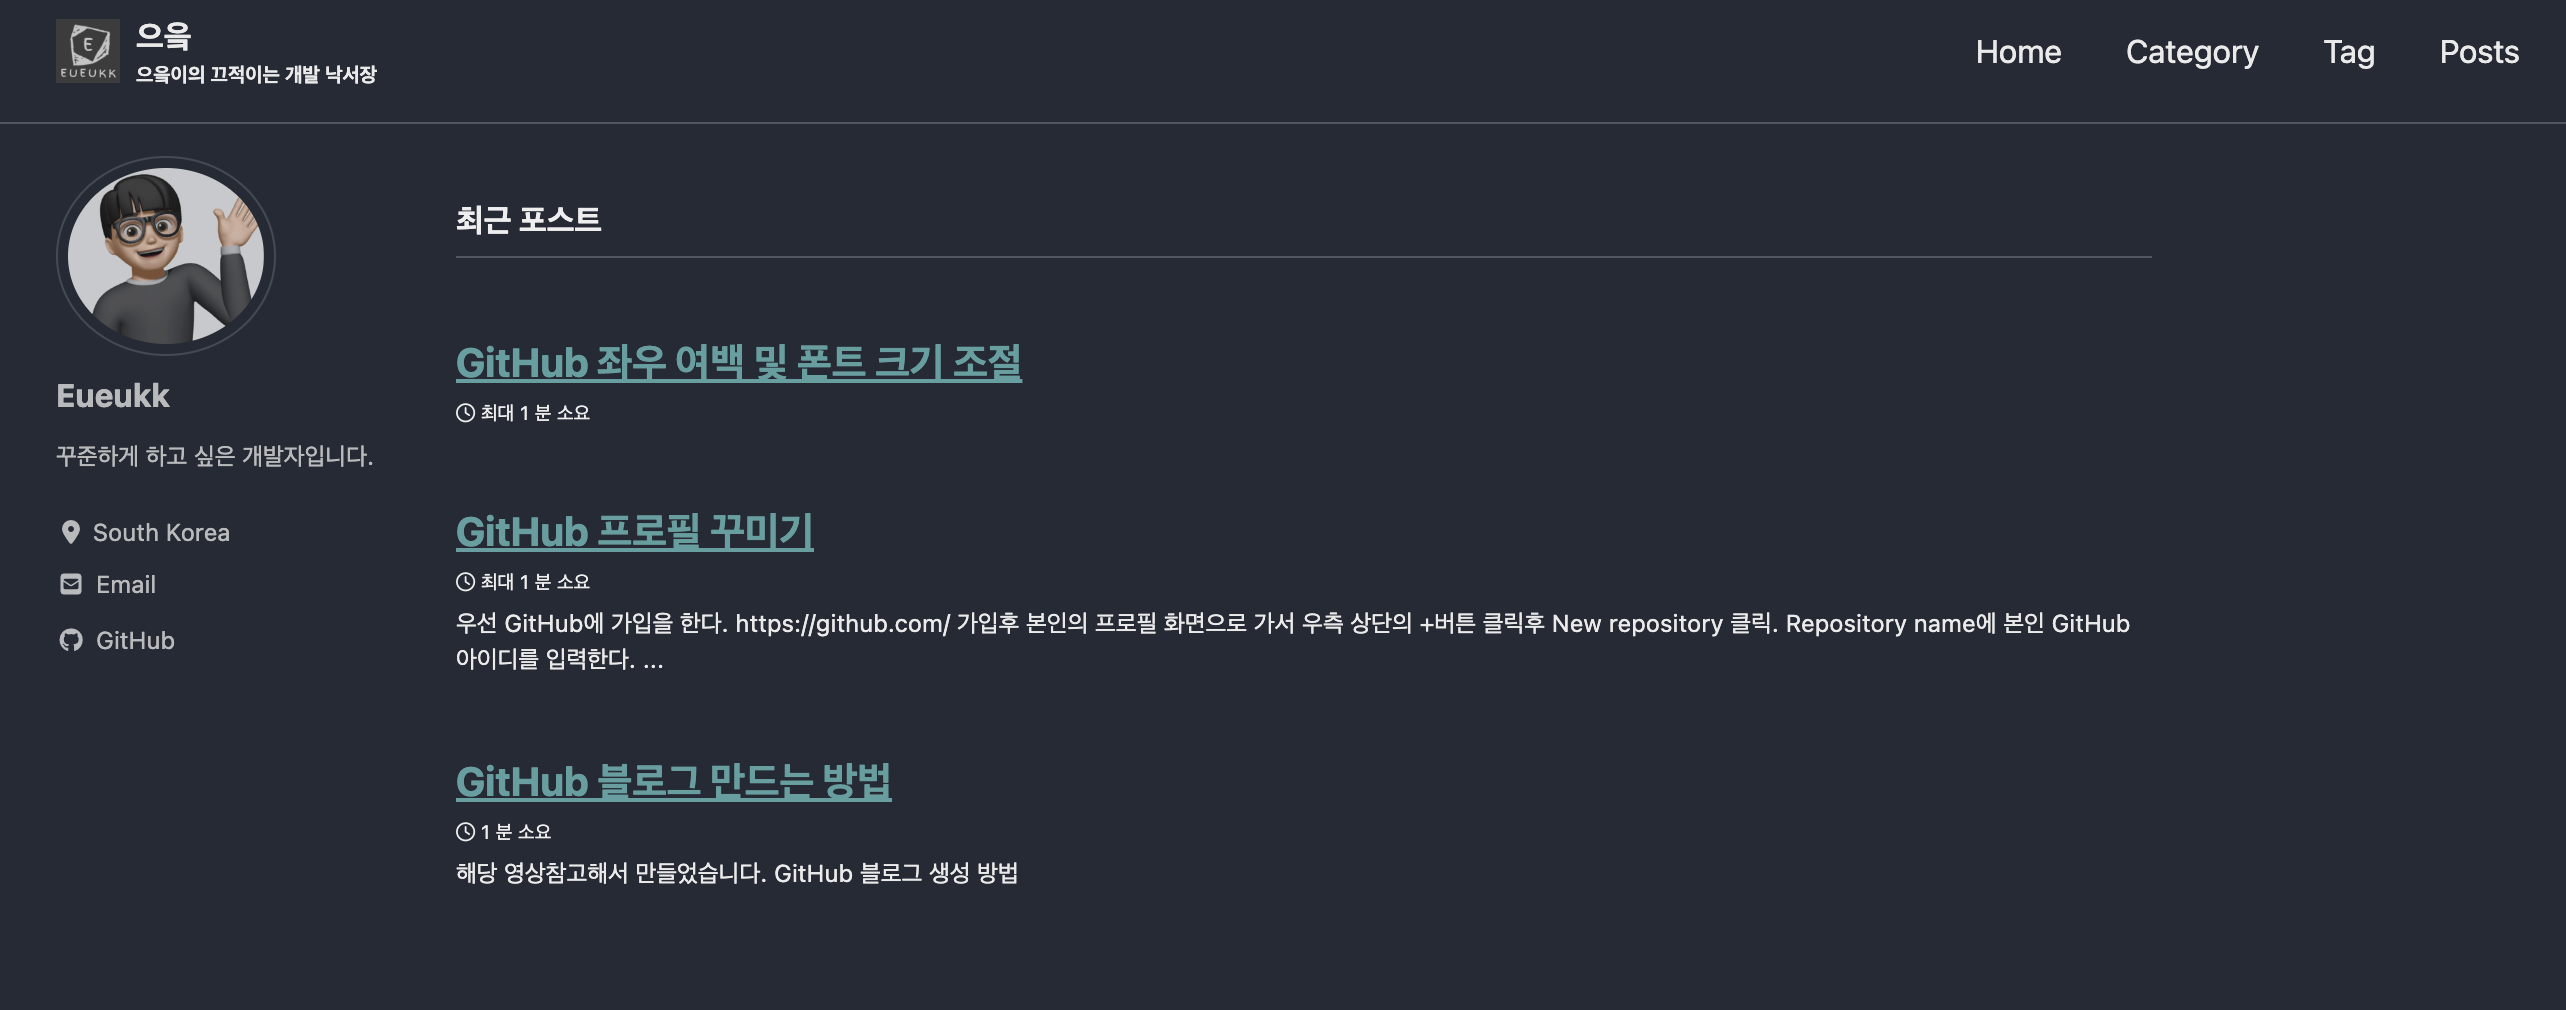 E
EUEUKK
으윸
으윸이의 끄적이는 개발 낙서장
Home
Category
Tag
Posts
Eueukk
꾸준하게 하고 싶은 개발자입니다.
South Korea
Email
GitHub
최근 포스트
GitHub 좌우 여백 및 폰트 크기 조절
최대 1 분 소요
GitHub 프로필 꾸미기
최대 1 분 소요
우선 GitHub에 가입을 한다. https://github.com/ 가입후 본인의 프로필 화면으로 가서 우측 상단의 +버튼 클릭후 New repository 클릭. Repository name에 본인 GitHub
아이디를 입력한다. ...
GitHub 블로그 만드는 방법
1 분 소요
해당 영상참고해서 만들었습니다. GitHub 블로그 생성 방법